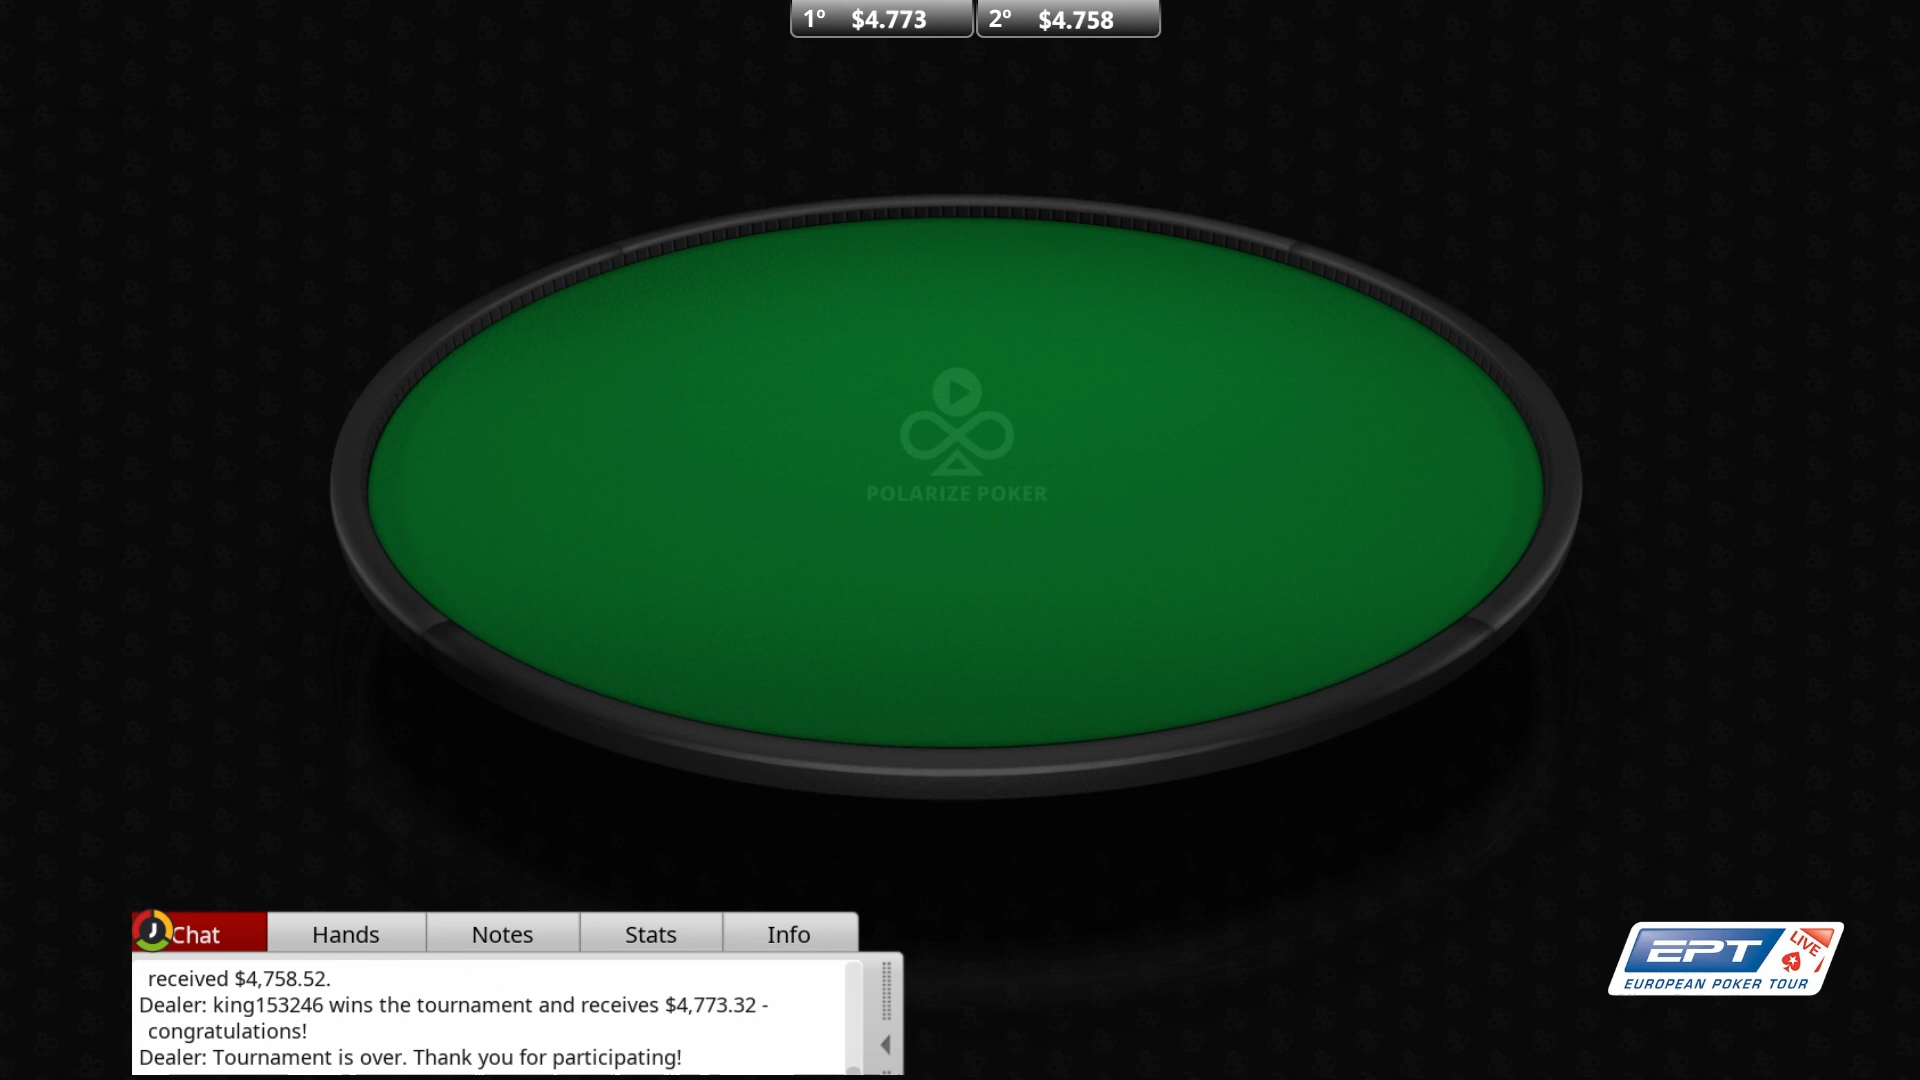 1º $4.773 2º $4.758
POLARIZE POKER
Chat Hands Notes Stats Info
received $4,758.52.
Dealer: king153246 wins the tournament and receives $4,773.32 -
congratulations!
Dealer: Tournament is over. Thank you for participating!
EPT LIVE
EUROPEAN POKER TOUR